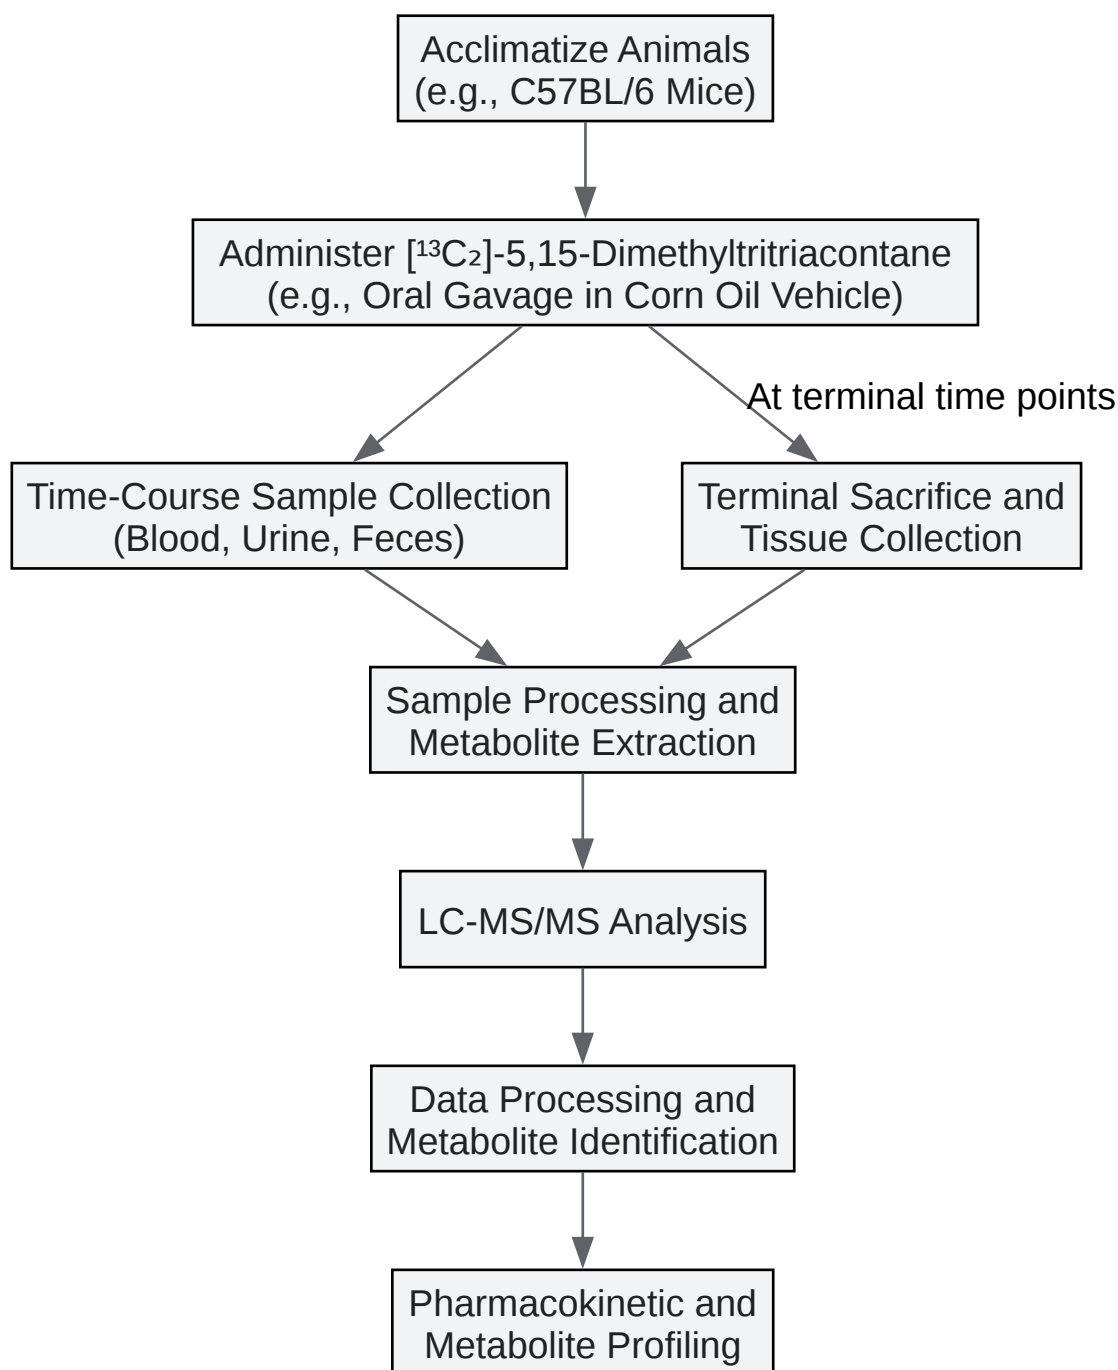 Acclimatize Animals
(e.g., C57BL/6 Mice)
Administer [¹³C₂]-5,15-Dimethyltritriacontane
(e.g., Oral Gavage in Corn Oil Vehicle)
At terminal time points
Time-Course Sample Collection
(Blood, Urine, Feces)
Terminal Sacrifice and
Tissue Collection
Sample Processing and
Metabolite Extraction
LC-MS/MS Analysis
Data Processing and
Metabolite Identification
Pharmacokinetic and
Metabolite Profiling